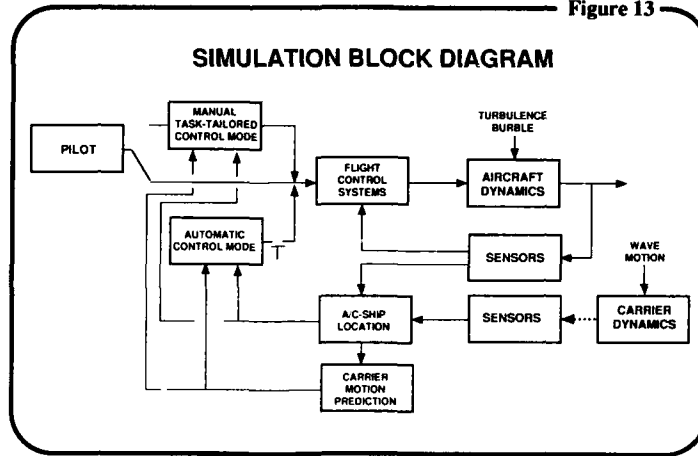 Figure 13
SIMULATION BLOCK DIAGRAM
MANUAL
TASK-TAILORED
CONTROL MODE
TURBULENCE
BURBLE
PILOT
FLIGHT
CONTROL
SYSTEMS
AIRCRAFT
DYNAMICS
AUTOMATIC
CONTROL MODE
SENSORS
WAVE
MOTION
A/C-SHIP
LOCATION
SENSORS
CARRIER
DYNAMICS
CARRIER
MOTION
PREDICTION